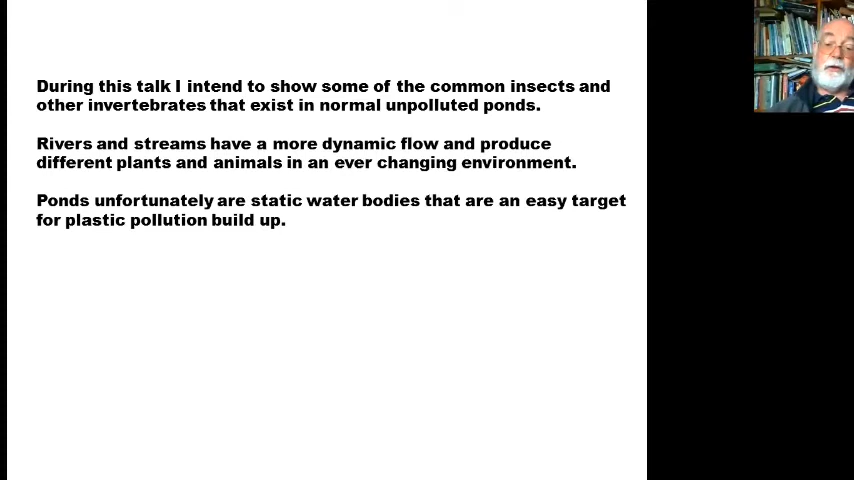 During this talk I intend to show some of the common insects and
other invertebrates that exist in normal unpolluted ponds.
Rivers and streams have a more dynamic flow and produce
different plants and animals in an ever changing environment.
Ponds unfortunately are static water bodies that are an easy target
for plastic pollution build up.